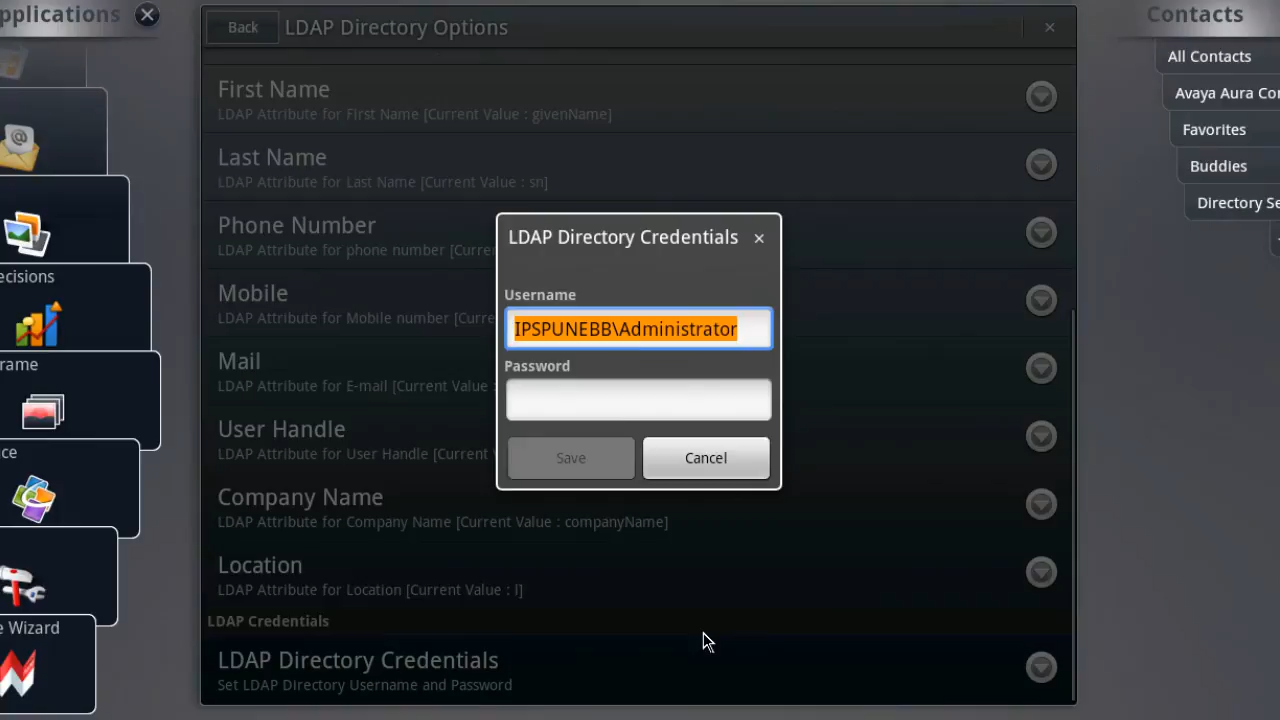 pplications
Back
LDAP Directory Options
Contacts
All Contacts
Avaya Aura Con
Favorites
Buddies
Directory Se
ecisions
rame
ce
e Wizard
First Name
LDAP Attribute for First Name [Current Value : givenName]
Last Name
LDAP Attribute for Last Name [Current Value : sn]
Phone Number
LDAP Attribute for phone number [Curre
Mobile
LDAP Attribute for Mobile number [Curre
Mail
LDAP Attribute for E-mail [Current Value :
User Handle
LDAP Attribute for User Handle [Current
Company Name
LDAP Attribute for Company Name [Current Value : companyName]
Location
LDAP Attribute for Location [Current Value : l]
LDAP Credentials
LDAP Directory Credentials
Set LDAP Directory Username and Password
LDAP Directory Credentials
Username
IPSPUNEBB\Administrator
Password
Save
Cancel